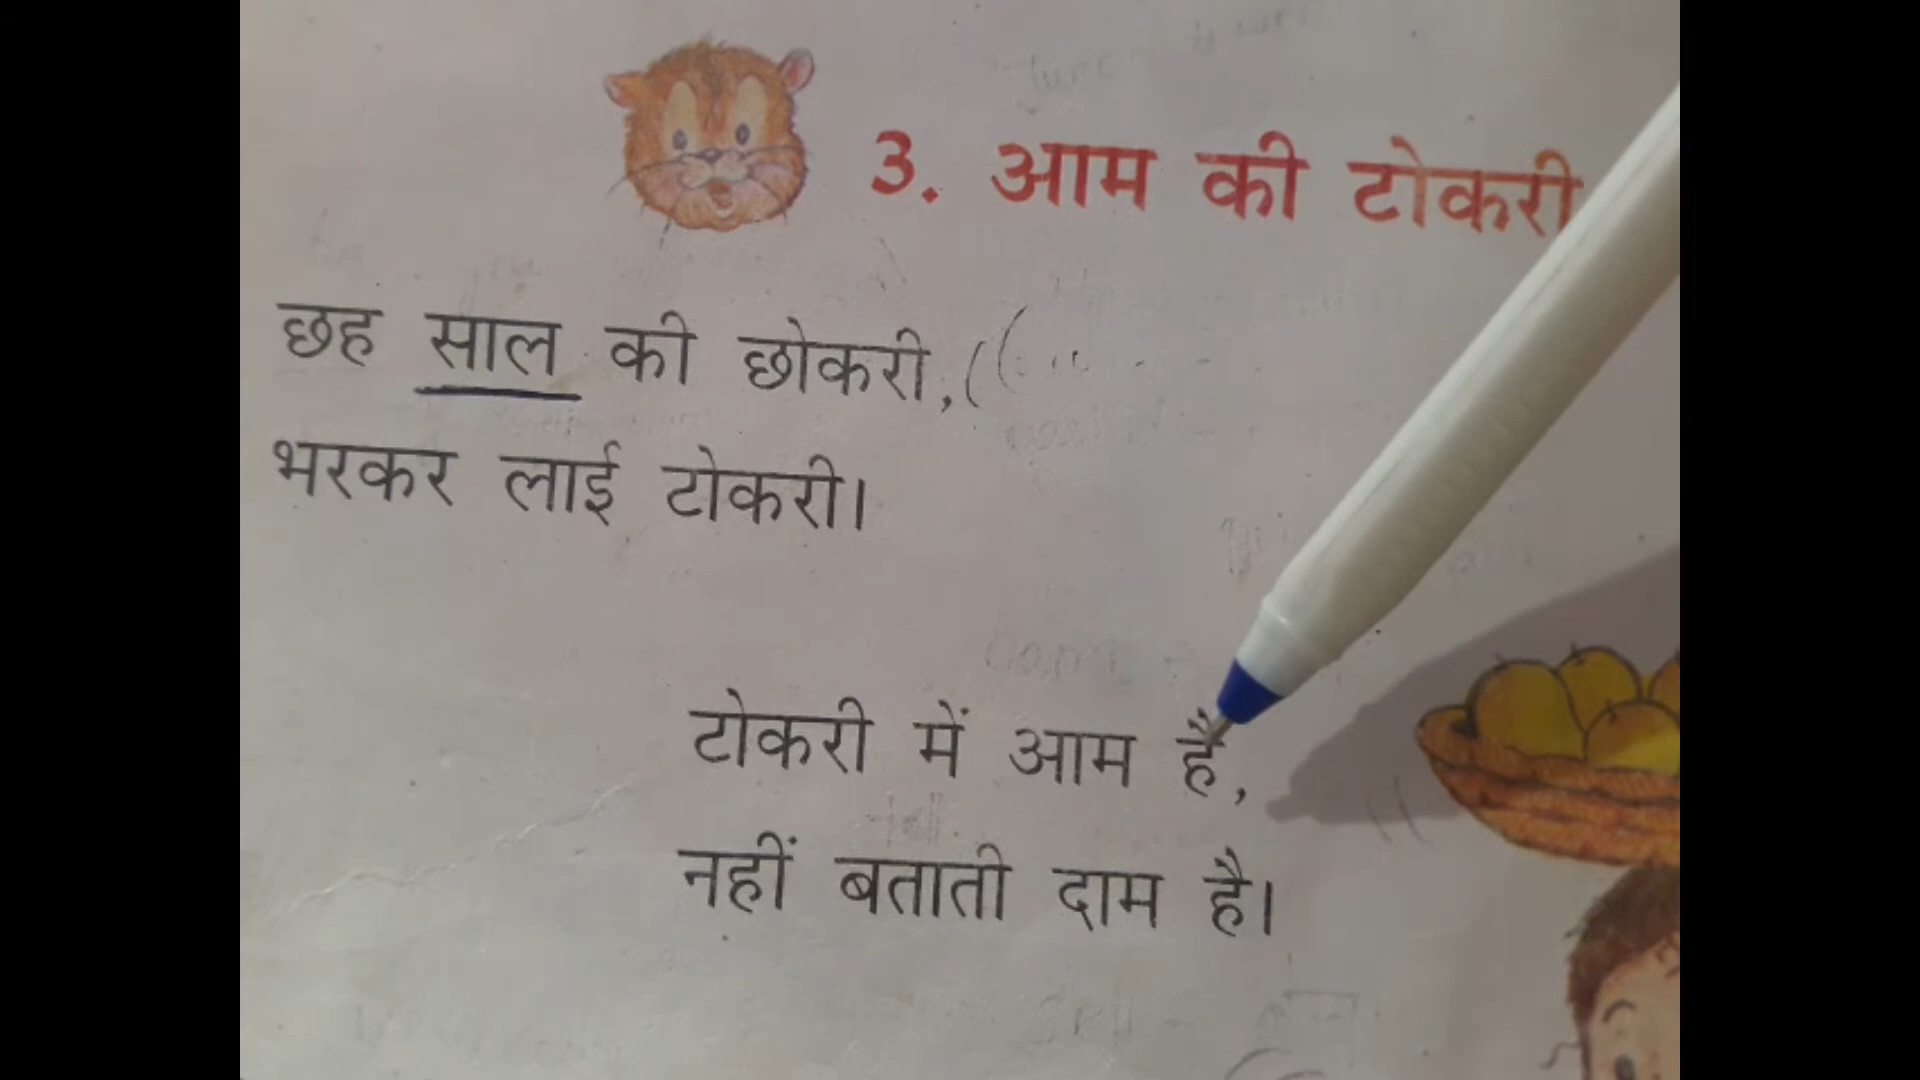 3. आम की टोकरी
छह साल की छोकरी,
भरकर लाई टोकरी।
टोकरी में आम हैं,
नहीं बताती दाम है।